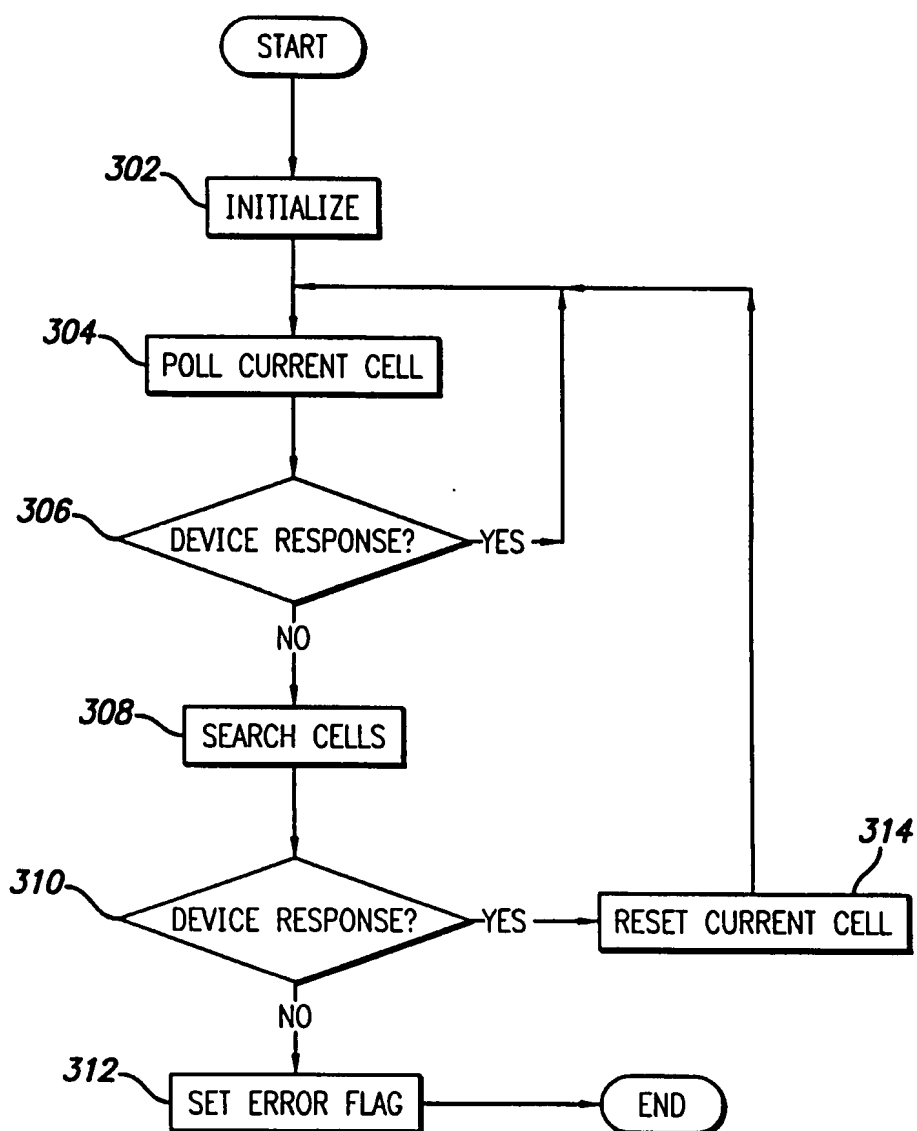 START
302
INITIALIZE
304
POLL CURRENT CELL
306
DEVICE RESPONSE?
YES
NO
308
SEARCH CELLS
314
310
DEVICE RESPONSE?
YES
RESET CURRENT CELL
NO
312
SET ERROR FLAG
END